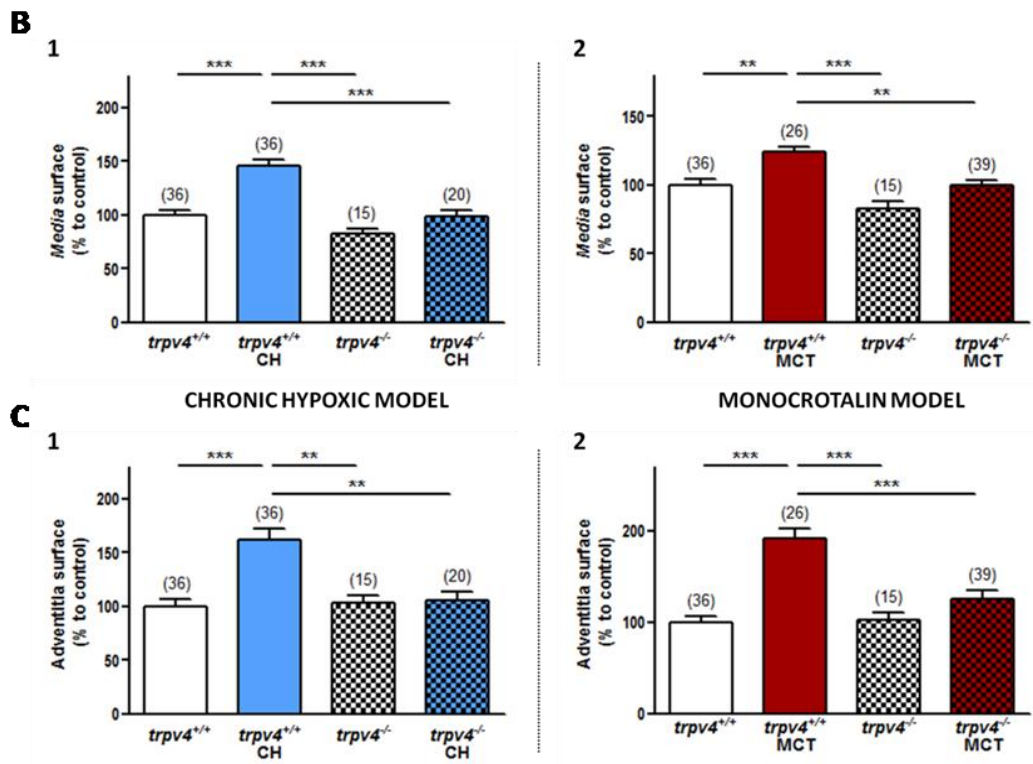 B
1
*** ***
***
200
150
100
50
0
Media surface
(% to control)
(36)
(36)
(15)
(20)
trpv4+/+
trpv4+/+
CH
trpv4-/-
trpv4-/-
CH
2
** ***
**
150
100
50
0
Media surface
(% to control)
(36)
(26)
(15)
(39)
trpv4+/+
trpv4+/+
MCT
trpv4-/-
trpv4-/-
MCT
CHRONIC HYPOXIC MODEL
MONOCROTALIN MODEL
C
1
*** **
**
200
150
100
50
0
Adventitia surface
(% to control)
(36)
(36)
(15)
(20)
trpv4+/+
trpv4+/+
CH
trpv4-/-
trpv4-/-
CH
2
*** ***
***
200
100
0
Adventitia surface
(% to control)
(36)
(26)
(15)
(39)
trpv4+/+
trpv4+/+
MCT
trpv4-/-
trpv4-/-
MCT